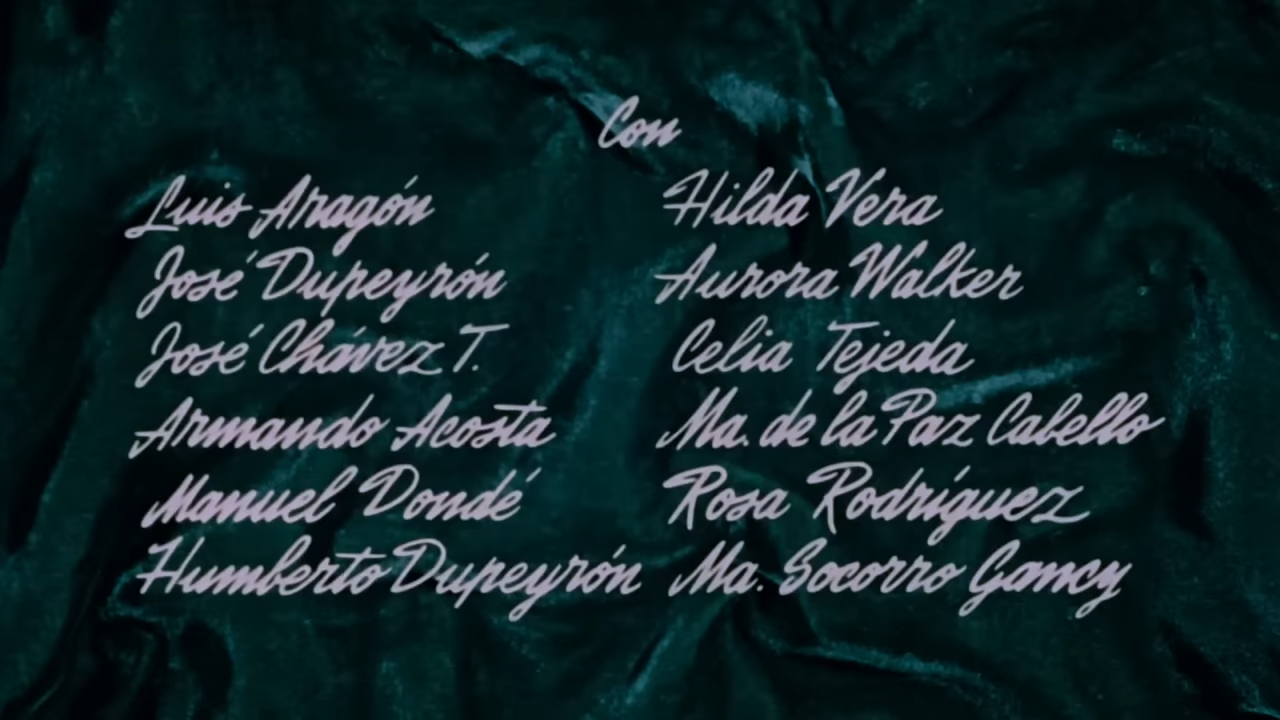 Con
Luis Aragón
José Dupeyrón
José Chávez T.
Armando Acosta
Manuel Dondé
Humberto Dupeyrón
Hilda Vera
Aurora Walker
Celia Tejeda
Ma. de la Paz Cabello
Rosa Rodríguez
Ma. Socorro Gancy